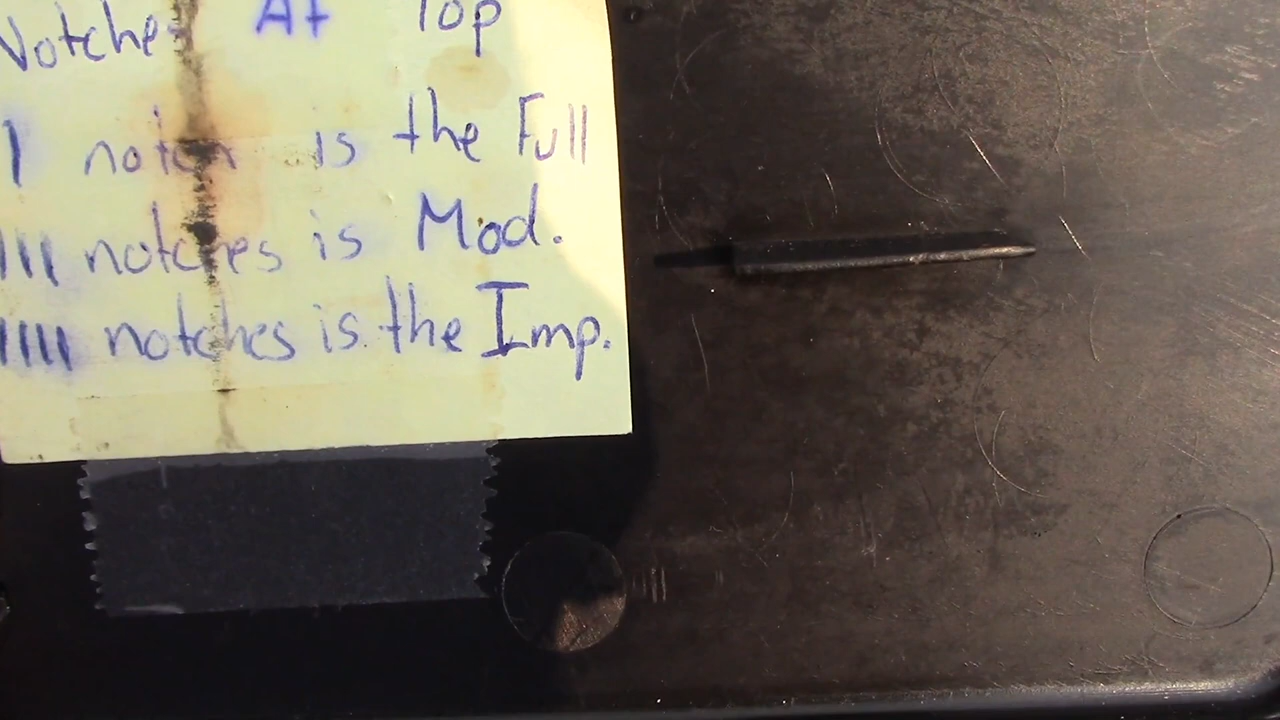 Notches At Top
I notch is the Full
III notches is Mod.
IIII notches is the Imp.